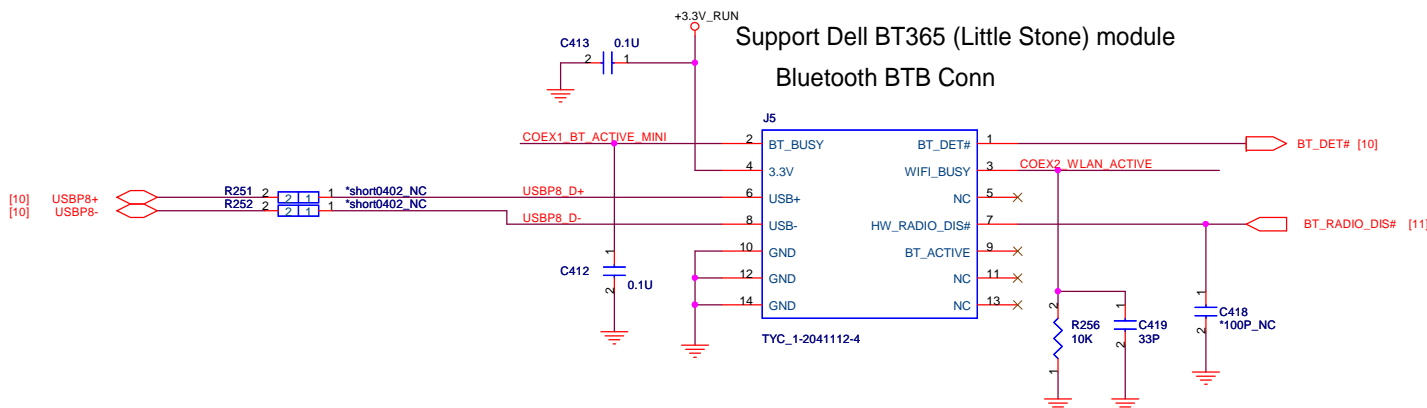 +3.3V_RUN
Support Dell BT365 (Little Stone) module
Bluetooth BTB Conn
C413 0.1U
2 1
J5
COEX1_BT_ACTIVE_MINI 2 BT_BUSY BT_DET# 1 BT_DET# [10]
4 3.3V WIFI_BUSY 3 COEX2_WLAN_ACTIVE
[10] USBP8+ R251 2 2 1 1 *short0402_NC USBP8_D+ 6 USB+ NC 5
[10] USBP8- R252 2 2 1 1 *short0402_NC USBP8_D- 8 USB- HW_RADIO_DIS# 7 BT_RADIO_DIS# [11]
10 GND BT_ACTIVE 9
12 GND NC 11
14 GND NC 13
TYC_1-2041112-4
1
C412
0.1U
2
2
R256
10K
1
1
C419
33P
2
1
C418
*100P_NC
2